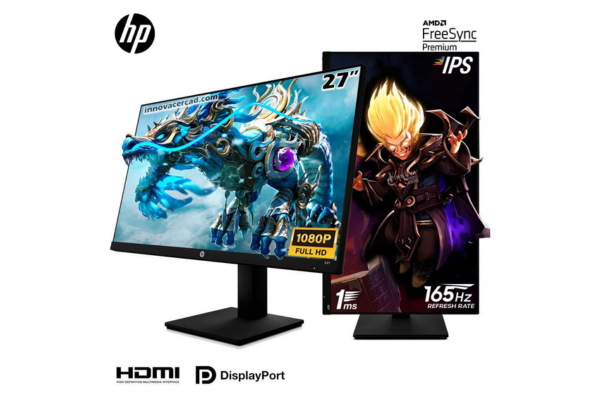 hp
AMD
FreeSync
Premium
IPS
27"
innovacercad.com
1080P
FULL HD
hp
1ms
165Hz
REFRESH RATE
HDMI
HIGH-DEFINITION MULTIMEDIA INTERFACE
DisplayPort